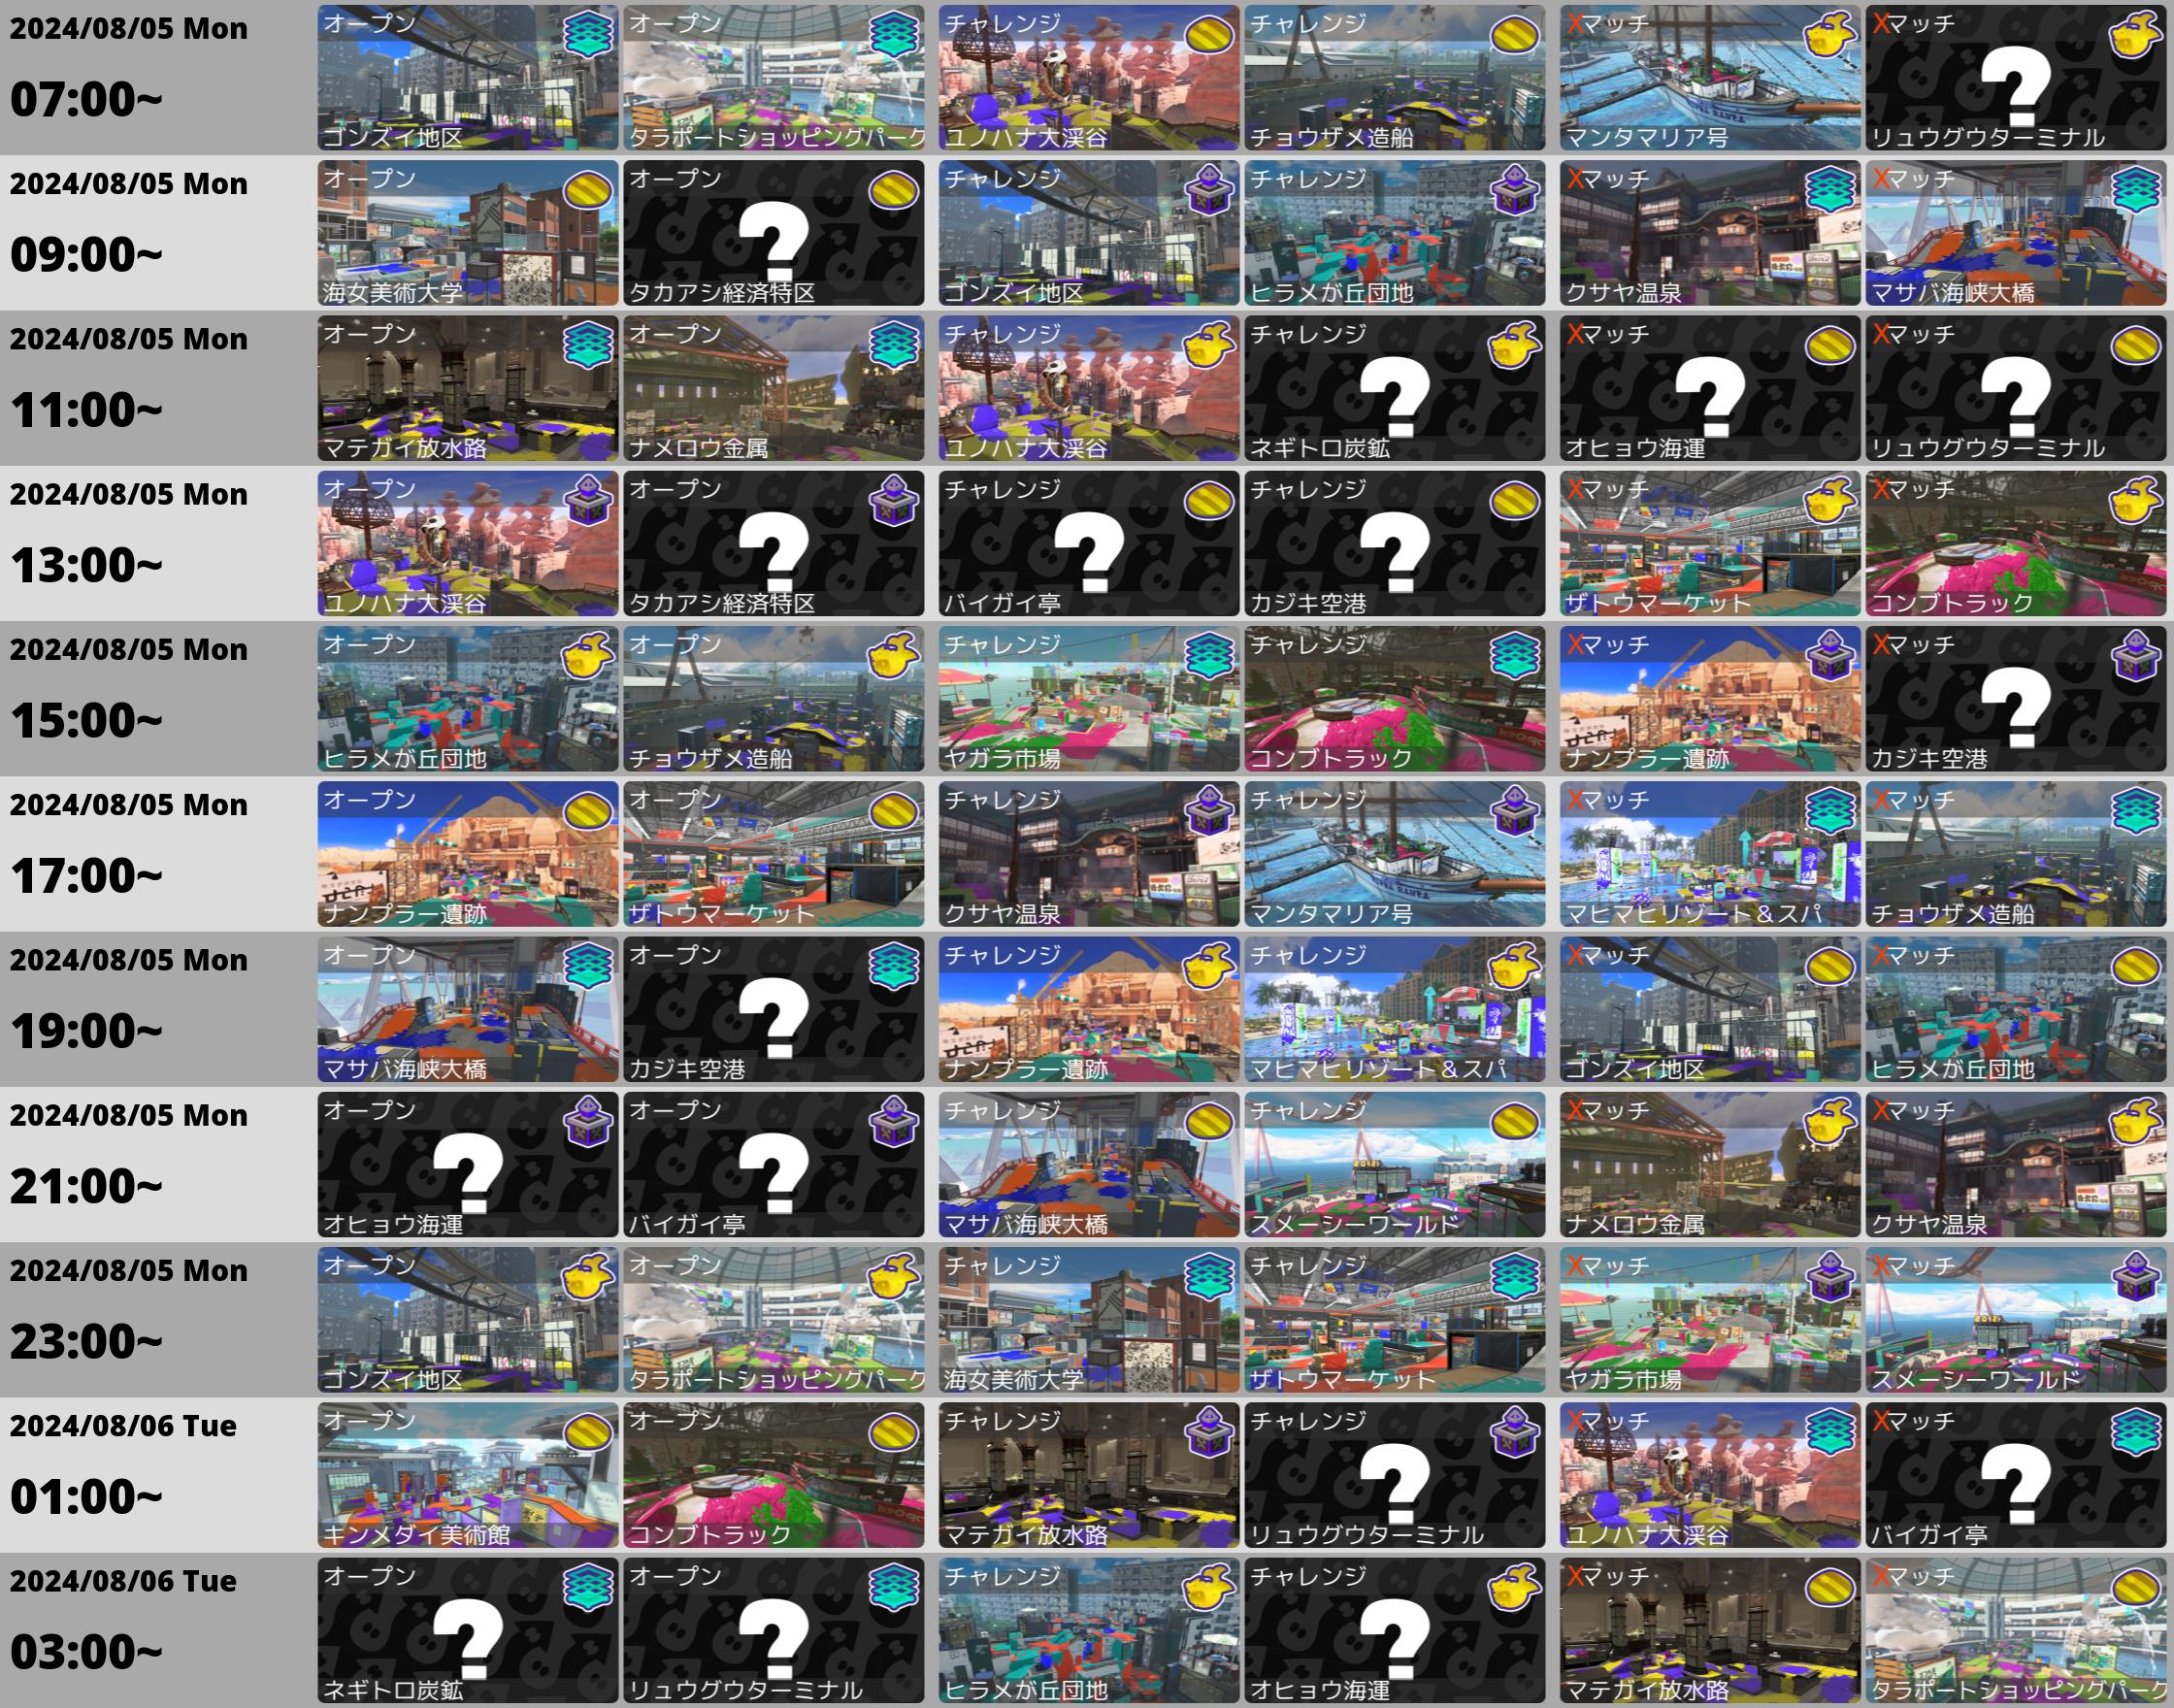 2024/08/05 Mon
07:00~
オープン
ゴンズイ地区
オープン
タラポートショッピングパーク
チャレンジ
ユノハナ大渓谷
チャレンジ
チョウザメ造船
Xマッチ
マンタマリア号
Xマッチ
リュウグウターミナル
2024/08/05 Mon
09:00~
オープン
海女美術大学
オープン
タカアシ経済特区
チャレンジ
ゴンズイ地区
チャレンジ
ヒラメが丘団地
Xマッチ
クサヤ温泉
Xマッチ
マサバ海峡大橋
2024/08/05 Mon
11:00~
オープン
マテガイ放水路
オープン
ナメロウ金属
チャレンジ
ユノハナ大渓谷
チャレンジ
ネギトロ炭鉱
Xマッチ
オヒョウ海運
Xマッチ
リュウグウターミナル
2024/08/05 Mon
13:00~
オープン
ユノハナ大渓谷
オープン
タカアシ経済特区
チャレンジ
バイガイ亭
チャレンジ
カジキ空港
Xマッチ
ザトウマーケット
Xマッチ
コンブトラック
2024/08/05 Mon
15:00~
オープン
ヒラメが丘団地
オープン
チョウザメ造船
チャレンジ
ヤガラ市場
チャレンジ
コンブトラック
Xマッチ
ナンプラー遺跡
Xマッチ
カジキ空港
2024/08/05 Mon
17:00~
オープン
ナンプラー遺跡
オープン
ザトウマーケット
チャレンジ
クサヤ温泉
チャレンジ
マンタマリア号
Xマッチ
マヒマヒリゾート&スパ
Xマッチ
チョウザメ造船
2024/08/05 Mon
19:00~
オープン
マサバ海峡大橋
オープン
カジキ空港
チャレンジ
ナンプラー遺跡
チャレンジ
マヒマヒリゾート&スパ
Xマッチ
ゴンズイ地区
Xマッチ
ヒラメが丘団地
2024/08/05 Mon
21:00~
オープン
オヒョウ海運
オープン
バイガイ亭
チャレンジ
マサバ海峡大橋
チャレンジ
スメーシーワールド
Xマッチ
ナメロウ金属
Xマッチ
クサヤ温泉
2024/08/05 Mon
23:00~
オープン
ゴンズイ地区
オープン
タラポートショッピングパーク
チャレンジ
海女美術大学
チャレンジ
ザトウマーケット
Xマッチ
ヤガラ市場
Xマッチ
スメーシーワールド
2024/08/06 Tue
01:00~
オープン
キンメダイ美術館
オープン
コンブトラック
チャレンジ
マテガイ放水路
チャレンジ
リュウグウターミナル
Xマッチ
ユノハナ大渓谷
Xマッチ
バイガイ亭
2024/08/06 Tue
03:00~
オープン
ネギトロ炭鉱
オープン
リュウグウターミナル
チャレンジ
ヒラメが丘団地
チャレンジ
オヒョウ海運
Xマッチ
マテガイ放水路
Xマッチ
タラポートショッピングパーク